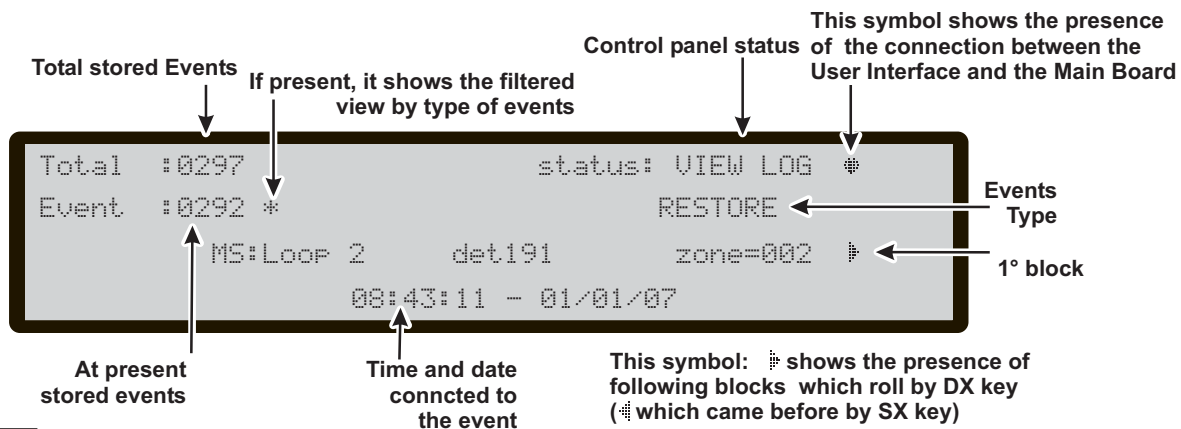 This symbol shows the presence
of the connection between the
User Interface and the Main Board
Control panel status
Total stored Events
If present, it shows the filtered
view by type of events
Total :0297 status: VIEW LOG
Event :0292 * RESTORE
MS:Loop 2 det191 zone=002
08:43:11 - 01/01/07
Events
Type
1° block
At present
stored events
Time and date
conncted to
the event
This symbol: shows the presence of
following blocks which roll by DX key
( which came before by SX key)